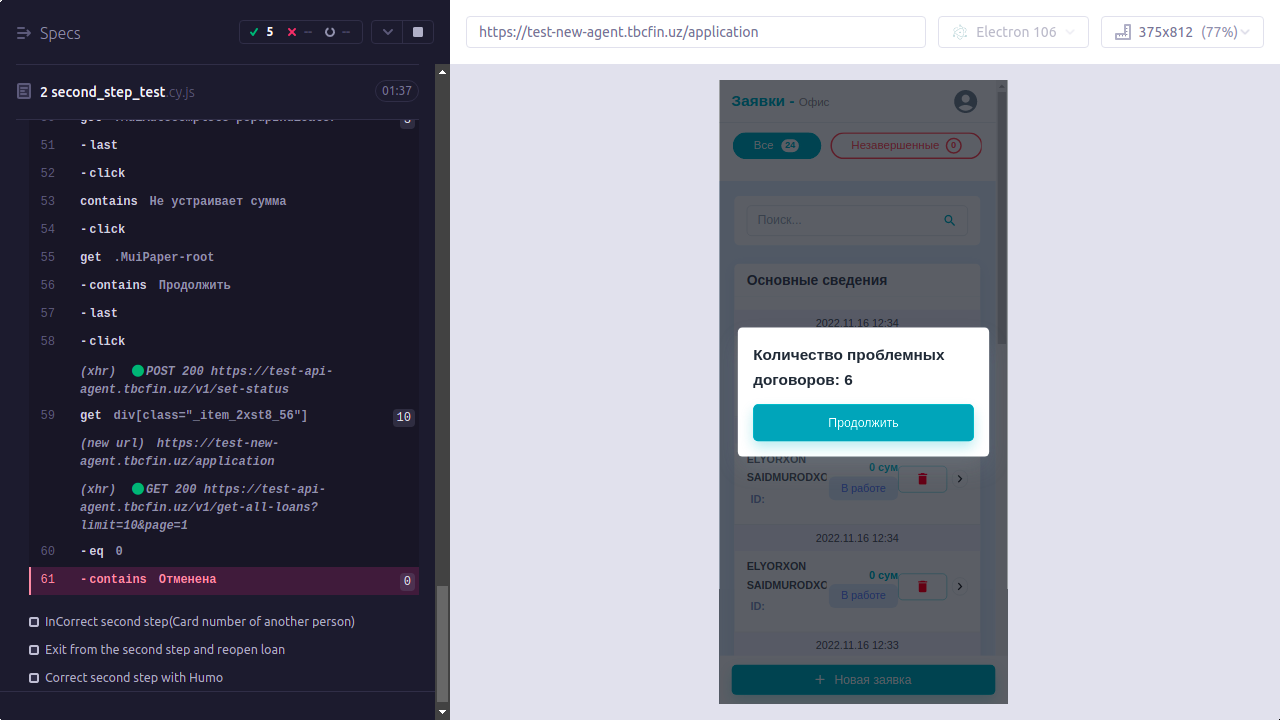 Specs
5
--
--
2 second_step_test.cy.js
01:37
51 -last
52 -click
53 contains Не устраивает сумма
54 -click
55 get .MuiPaper-root
56 -contains Продолжить
57 -last
58 -click
(xhr) POST 200 https://test-api-
agent.tbcfin.uz/v1/set-status
59 get div[class="_item_2xst8_56"] 10
(new url) https://test-new-
agent.tbcfin.uz/application
(xhr) GET 200 https://test-api-
agent.tbcfin.uz/v1/get-all-loans?
limit=10&page=1
60 -eq 0
61 -contains Отменена 0
InCorrect second step(Card number of another person)
Exit from the second step and reopen loan
Correct second step with Humo
https://test-new-agent.tbcfin.uz/application
Electron 106
375x812 (77%)
Заявки - Офис
Все 24
Незавершенные 0
Поиск...
Основные сведения
2022.11.16 12:34
Количество проблемных
договоров: 6
Продолжить
ELYORXON
SAIDMURODXO
ID:
0 сум
В работе
2022.11.16 12:34
ELYORXON
SAIDMURODXO
ID:
0 сум
В работе
2022.11.16 12:33
+ Новая заявка